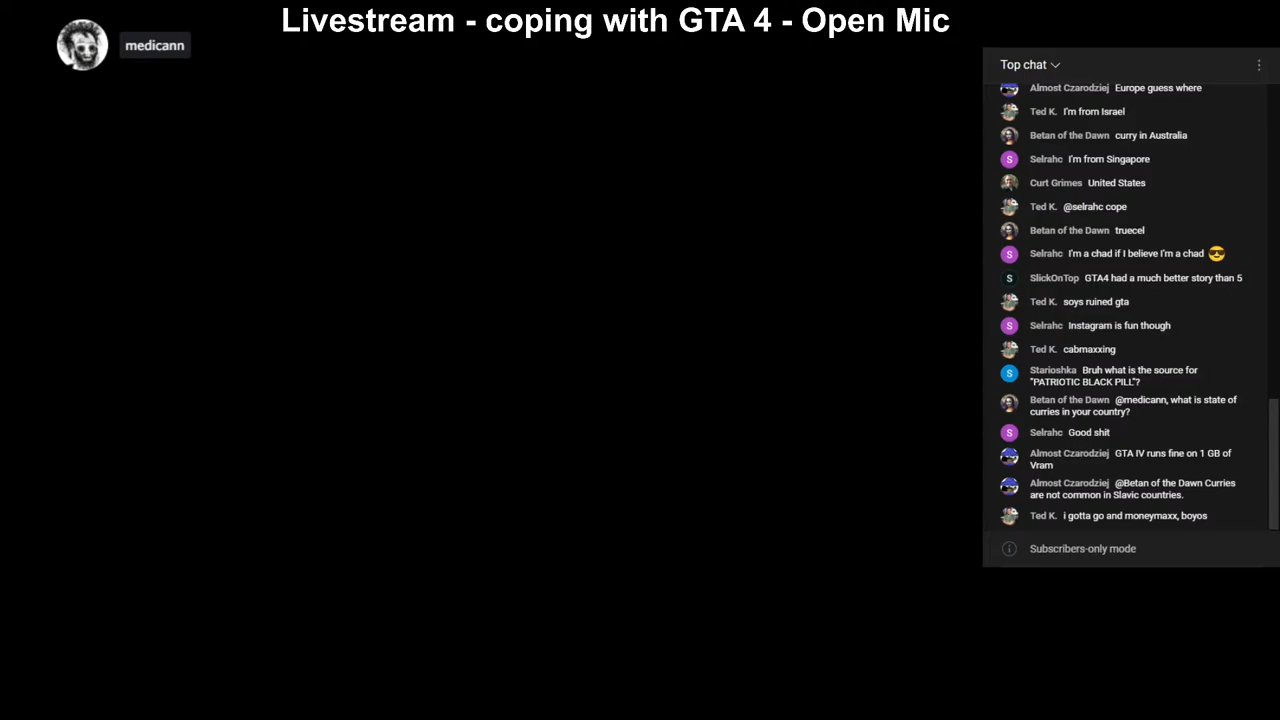 Livestream - coping with GTA 4 - Open Mic
medicann
Top chat
Almost Czarodziej Europe guess where
Ted K. I'm from Israel
Betan of the Dawn curry in Australia
S Selrahc I'm from Singapore
Curt Grimes United States
Ted K. @selrahc cope
Betan of the Dawn truecel
S Selrahc I'm a chad if I believe I'm a chad 😎
S SlickOnTop GTA4 had a much better story than 5
Ted K. soys ruined gta
S Selrahc Instagram is fun though
Ted K. cabmaxxing
S Starioshka Bruh what is the source for
"PATRIOTIC BLACK PILL"?
Betan of the Dawn @medicann, what is state of
curries in your country?
S Selrahc Good shit
Almost Czarodziej GTA IV runs fine on 1 GB of
Vram
Almost Czarodziej @Betan of the Dawn Curries
are not common in Slavic countries.
Ted K. i gotta go and moneymaxx, boyos
Subscribers-only mode